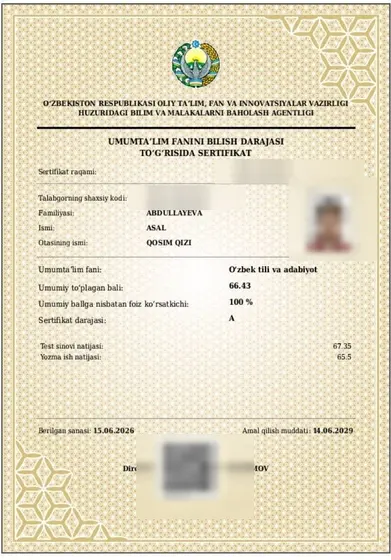 O‘ZBEKISTON RESPUBLIKASI OLIY TA’LIM, FAN VA INNOVATSIYALAR VAZIRLIGI
HUZURIDAGI BILIM VA MALAKALARNI BAHOLASH AGENTLIGI
UMUMTA’LIM FANINI BILISH DARAJASI
TO‘G‘RISIDA SERTIFIKAT
Sertifikat raqami:
Talabgorning shaxsiy kodi:
Familiyasi: ABDULLAYEVA
Ismi: ASAL
Otasining ismi: QOSIM QIZI
Umumta’lim fani: O‘zbek tili va adabiyot
Umumiy to‘plagan bali: 66.43
Umumiy ballga nisbatan foiz ko‘rsatkichi: 100 %
Sertifikat darajasi: A
Test sinovi natijasi: 67.35
Yozma ish natijasi: 65.5
Berilgan sanasi: 15.06.2026 Amal qilish muddati: 14.06.2029